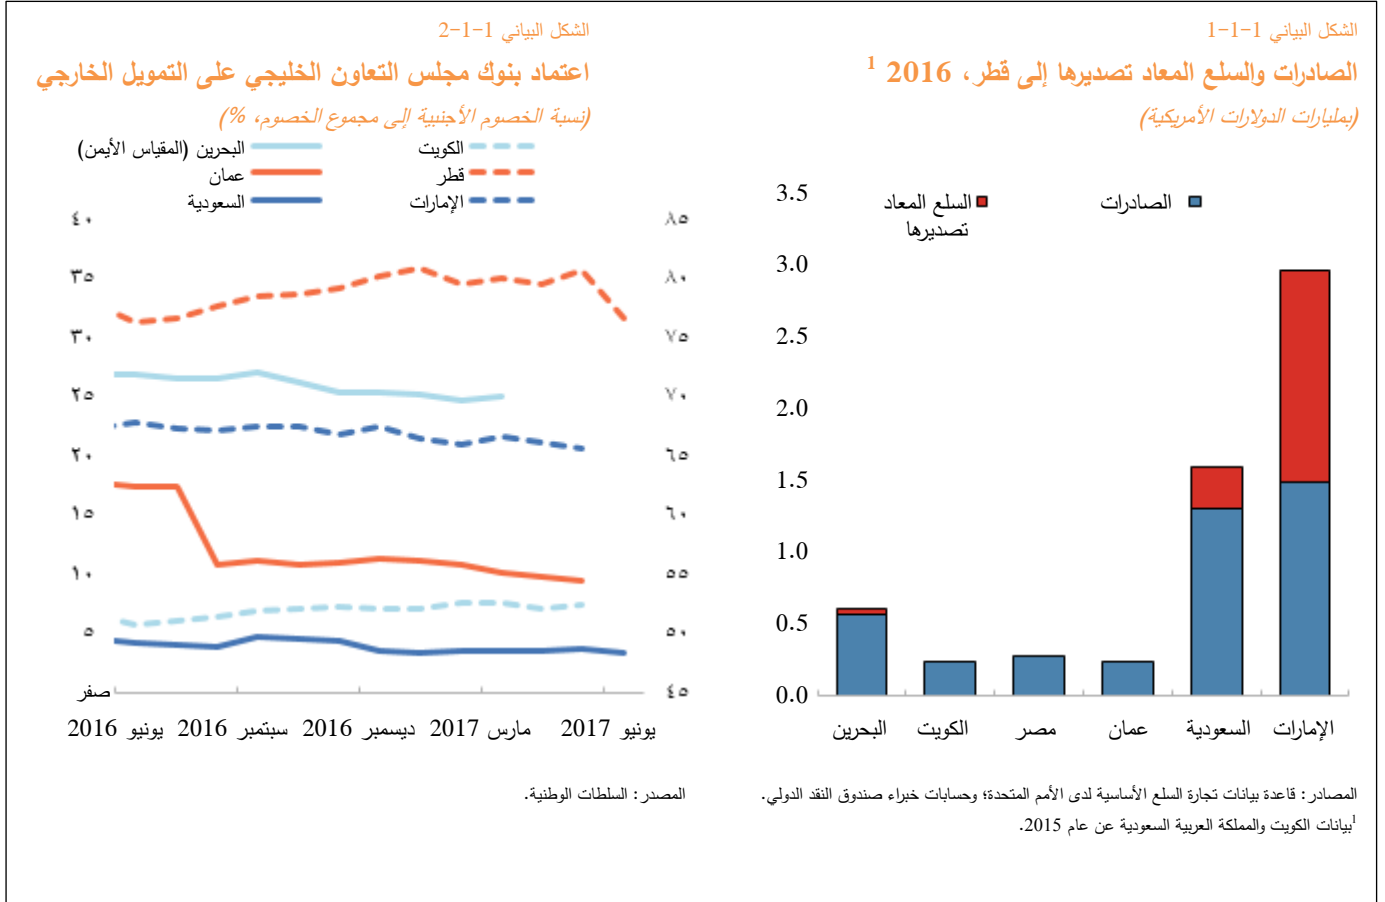 الشكل البياني 1-1-1
الصادرات والسلع المعاد تصديرها إلى قطر، 2016 1
(بمليارات الدولارات الأمريكية)
الصادرات
السلع المعاد
تصديرها
3.5
3.0
2.5
2.0
1.5
1.0
0.5
0.0
البحرين الكويت مصر عمان السعودية الإمارات
المصادر: قاعدة بيانات تجارة السلع الأساسية لدى الأمم المتحدة؛ وحسابات خبراء صندوق النقد الدولي.
1بيانات الكويت والمملكة العربية السعودية عن عام 2015.
الشكل البياني 1-1-2
اعتماد بنوك مجلس التعاون الخليجي على التمويل الخارجي
(نسبة الخصوم الأجنبية إلى مجموع الخصوم، %)
الكويت
البحرين (المقياس الأيمن)
قطر
عمان
الإمارات
السعودية
٨٥
٨٠
٧٥
٧٠
٦٥
٦٠
٥٥
٥٠
٤٥
٤٠
٣٥
٣٠
٢٥
٢٠
١٥
١٠
٥
صفر
يونيو 2016
سبتمبر 2016
ديسمبر 2016
مارس 2017
يونيو 2017
المصدر: السلطات الوطنية.